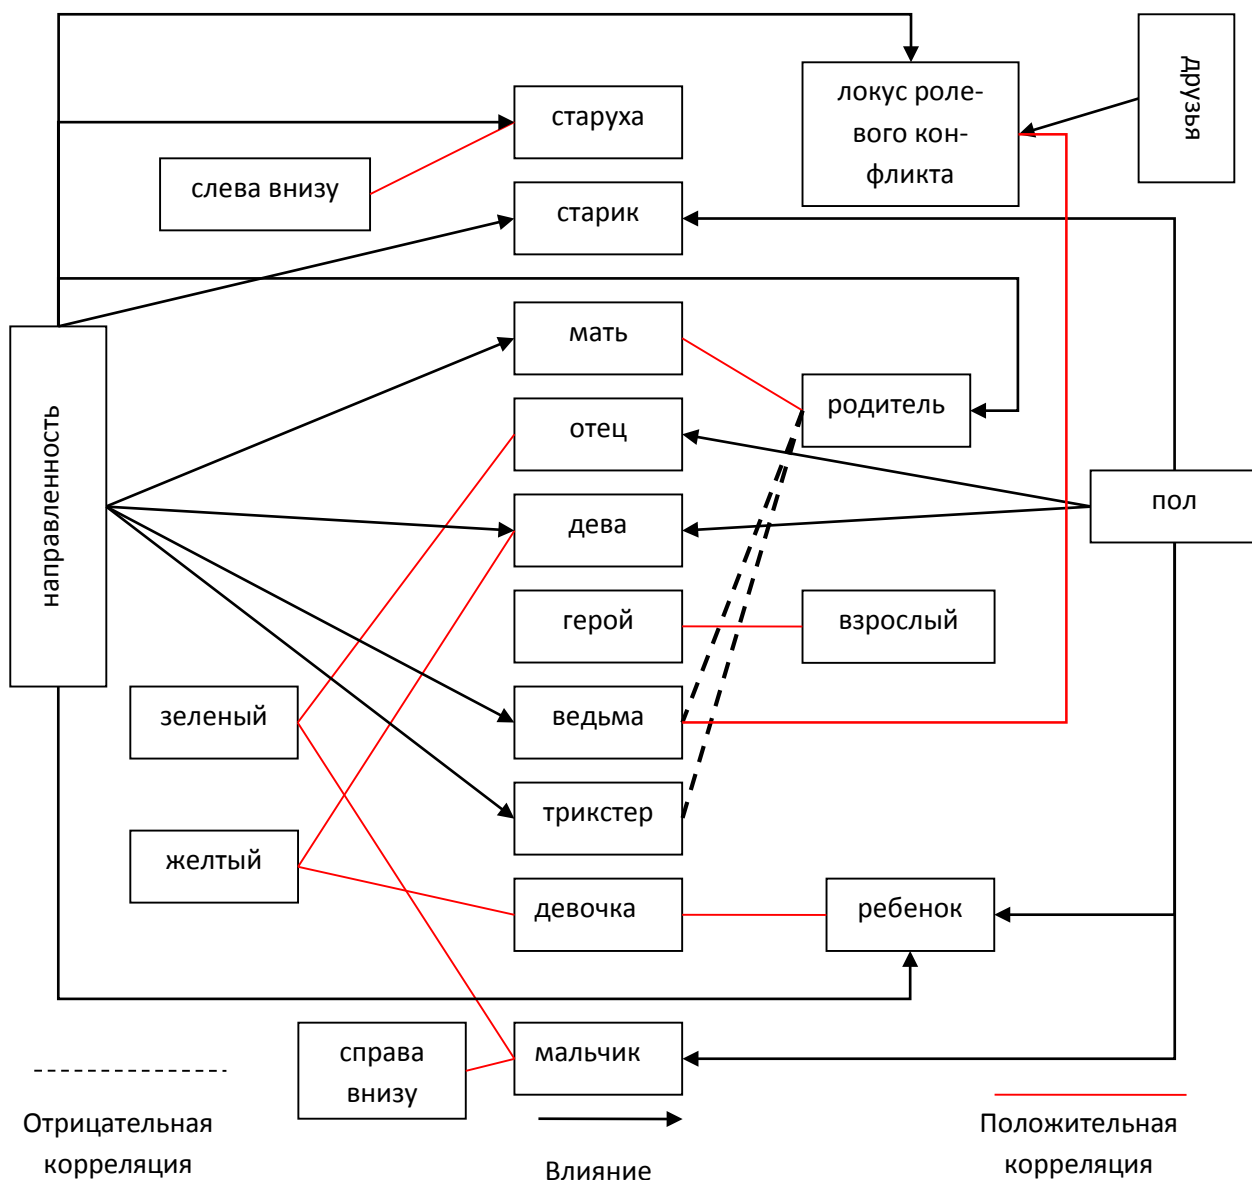 друзья
локус роле-
вого кон-
фликта
старуха
слева внизу
старик
мать
родитель
отец
направленность
пол
дева
герой
взрослый
зеленый
ведьма
трикстер
желтый
девочка
ребенок
справа
внизу
мальчик
Отрицательная
корреляция
Влияние
Положительная
корреляция